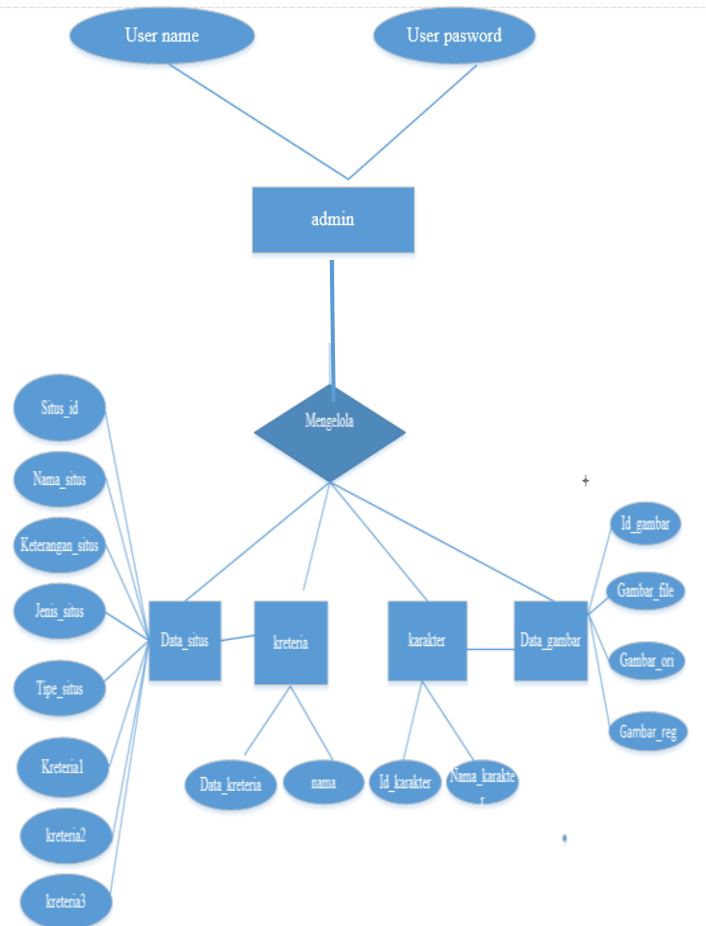 User name
User pasword
admin
Mengelola
Situs_id
Nama_situs
Keterangan_situs
Jenis_situs
Tipe_situs
Kreteria1
kreteria2
kreteria3
Data_situs
kreteria
karakter
Data_gambar
Id_gambar
Gambar_file
Gambar_ori
Gambar_reg
Data_kreteria
nama
Id_karakter
Nama_karakte
r